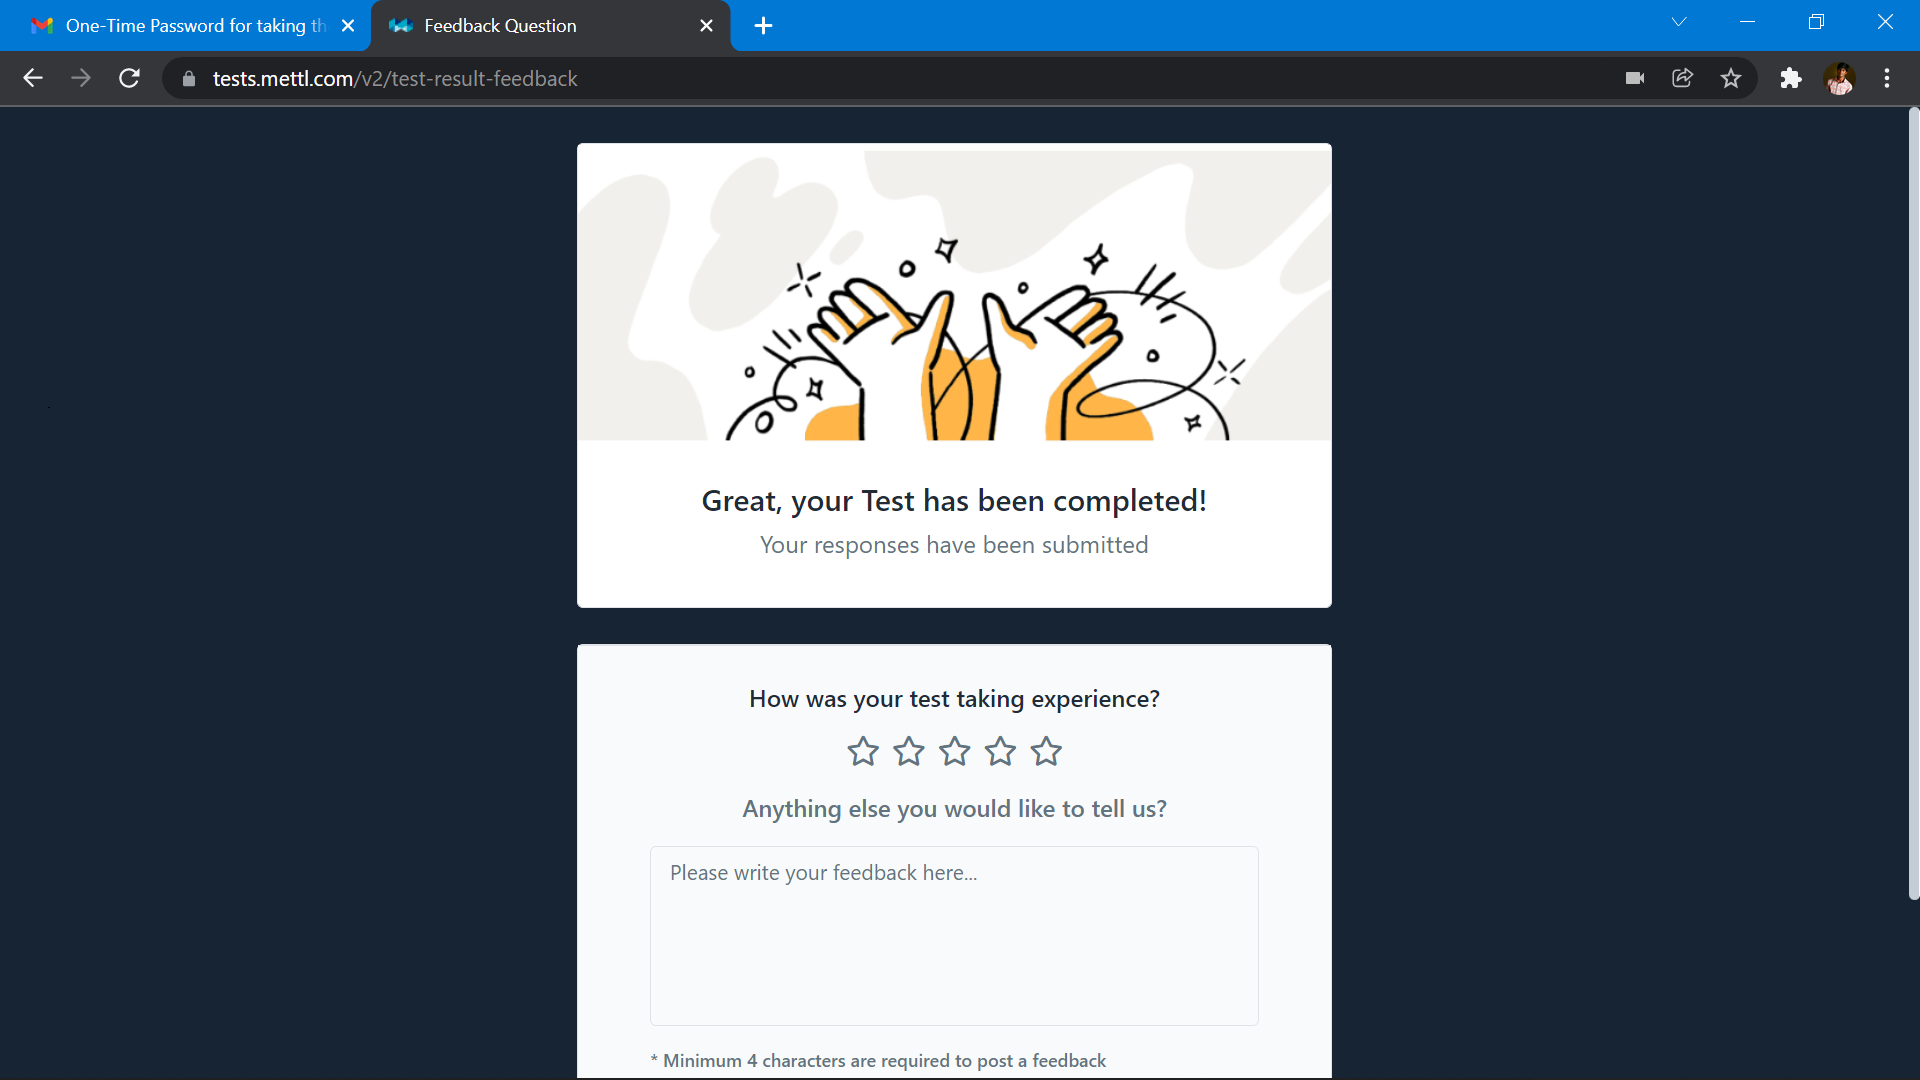 One-Time Password for taking th
Feedback Question
tests.mettl.com/v2/test-result-feedback
Great, your Test has been completed!
Your responses have been submitted
How was your test taking experience?
Anything else you would like to tell us?
Please write your feedback here...
* Minimum 4 characters are required to post a feedback